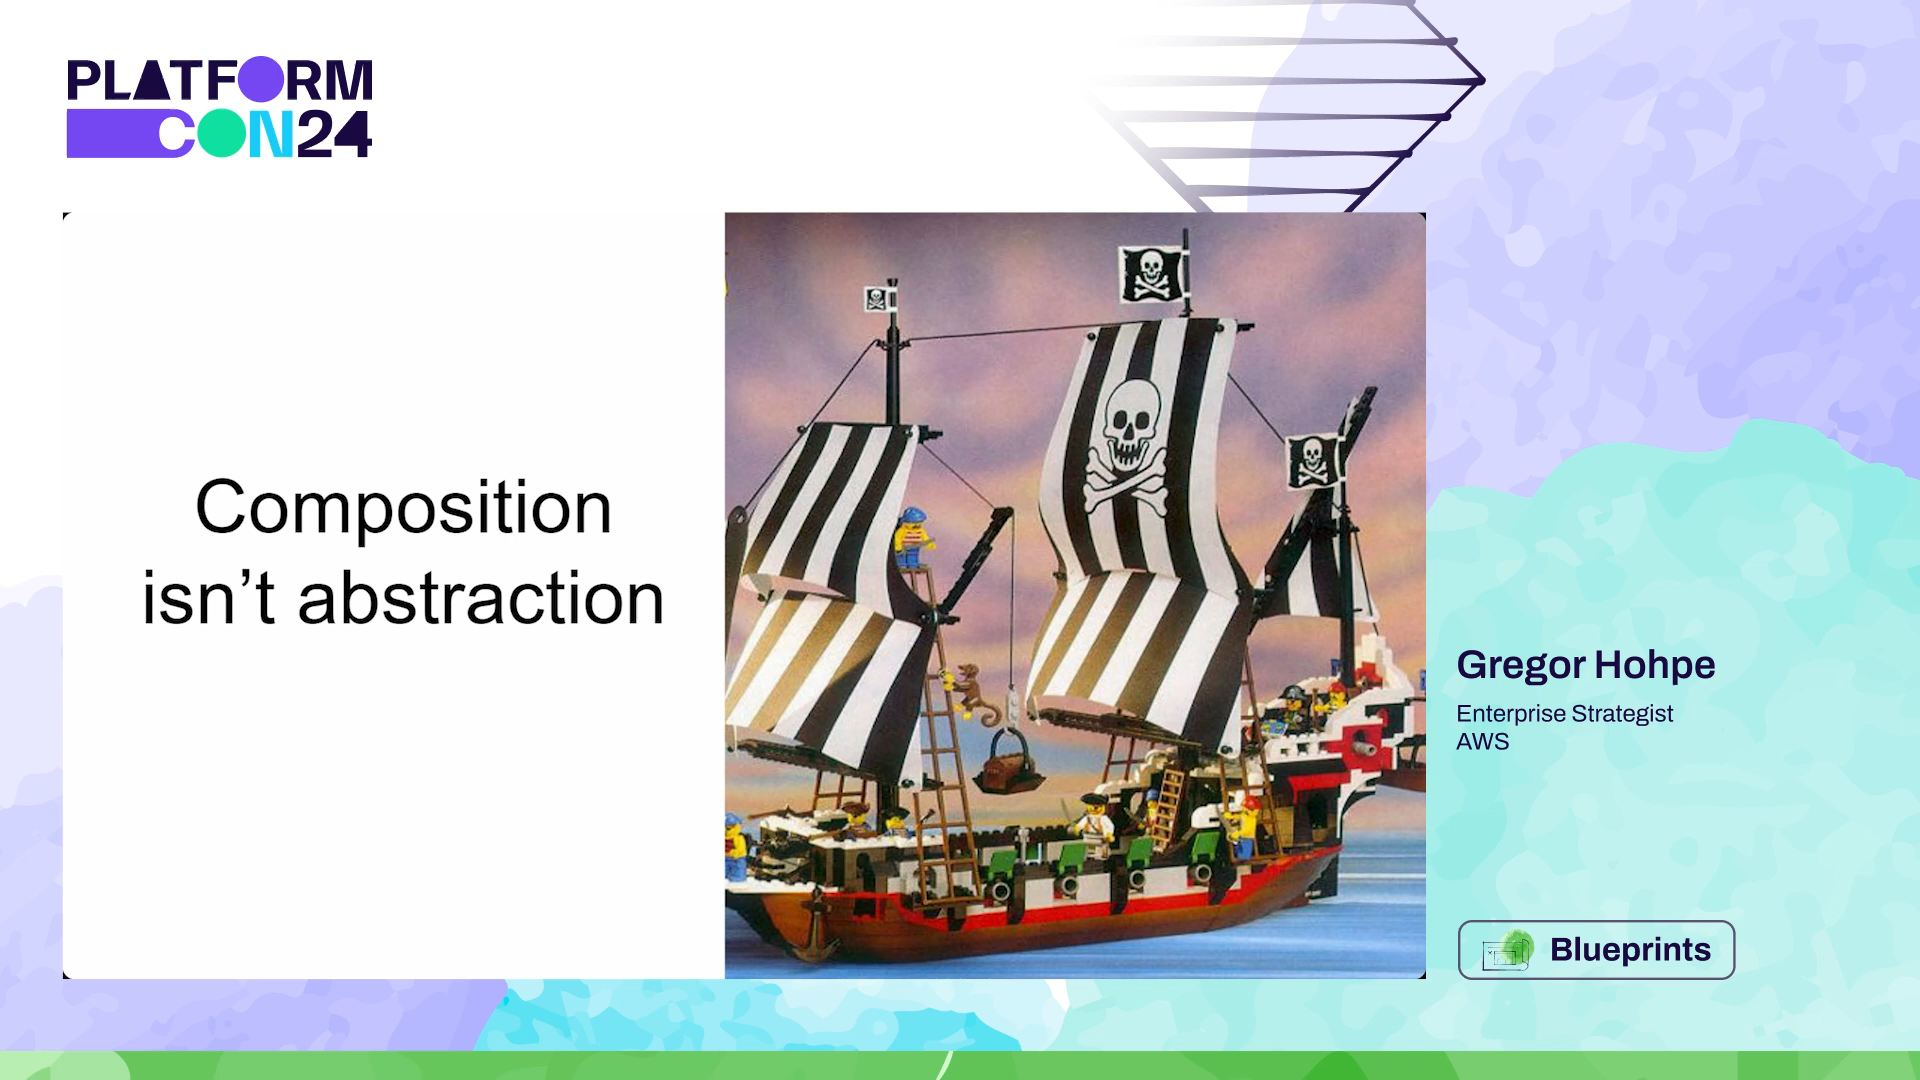 PLATFORM
CON24
Composition
isn’t abstraction
Gregor Hohpe
Enterprise Strategist
AWS
Blueprints